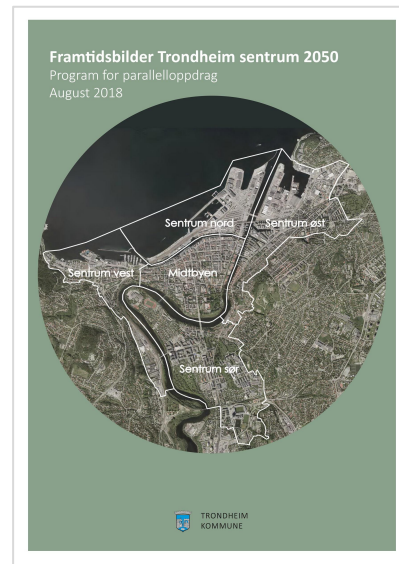 Framtidsbilder Trondheim sentrum 2050
Program for parallelloppdrag
August 2018
Sentrum nord
Sentrum øst
Sentrum vest
Midtbyen
Sentrum sør
TRONDHEIM
KOMMUNE